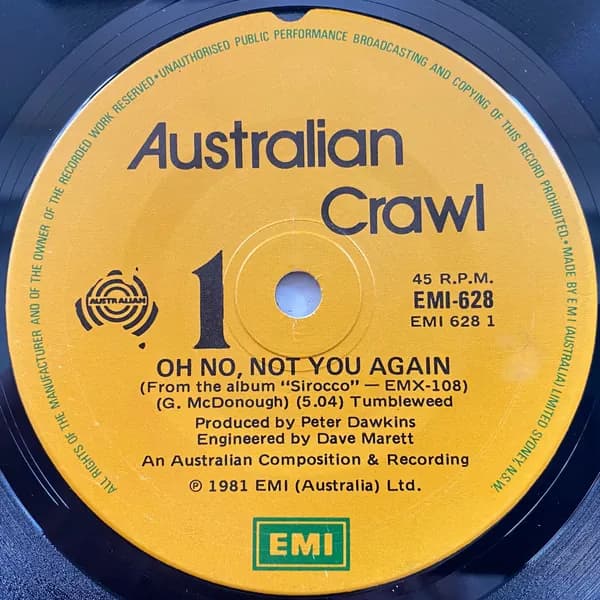 ALL RIGHTS OF THE MANUFACTURER AND OF THE OWNER OF THE RECORDED WORK RESERVED • UNAUTHORISED PUBLIC PERFORMANCE BROADCASTING AND COPYING OF THIS RECORD PROHIBITED. • MADE BY E M I (AUSTRALIA) LIMITED SYDNEY, N.S.W.
Australian
Crawl
AUSTRALIAN
1
45 R.P.M.
EMI-628
EMI 628 1
OH NO, NOT YOU AGAIN
(From the album "Sirocco" — EMX-108)
(G. McDonough) (5.04) Tumbleweed
Produced by Peter Dawkins
Engineered by Dave Marett
An Australian Composition & Recording
℗ 1981 EMI (Australia) Ltd.
EMI